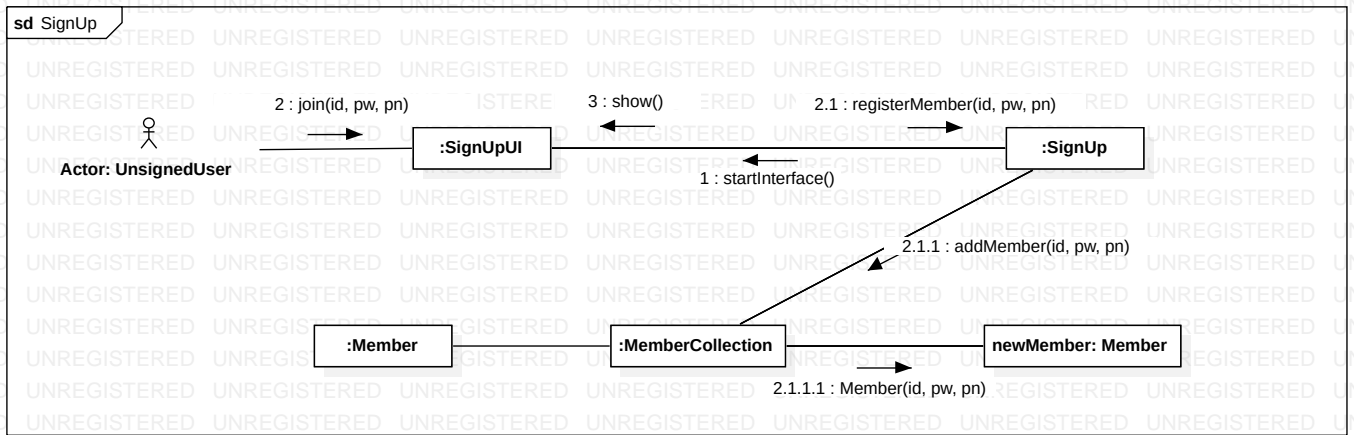 sd SignUp
2 : join(id, pw, pn)
3 : show()
2.1 : registerMember(id, pw, pn)
:SignUpUI
:SignUp
Actor: UnsignedUser
1 : startInterface()
2.1.1 : addMember(id, pw, pn)
:Member
:MemberCollection
newMember: Member
2.1.1.1 : Member(id, pw, pn)
UNREGISTERED